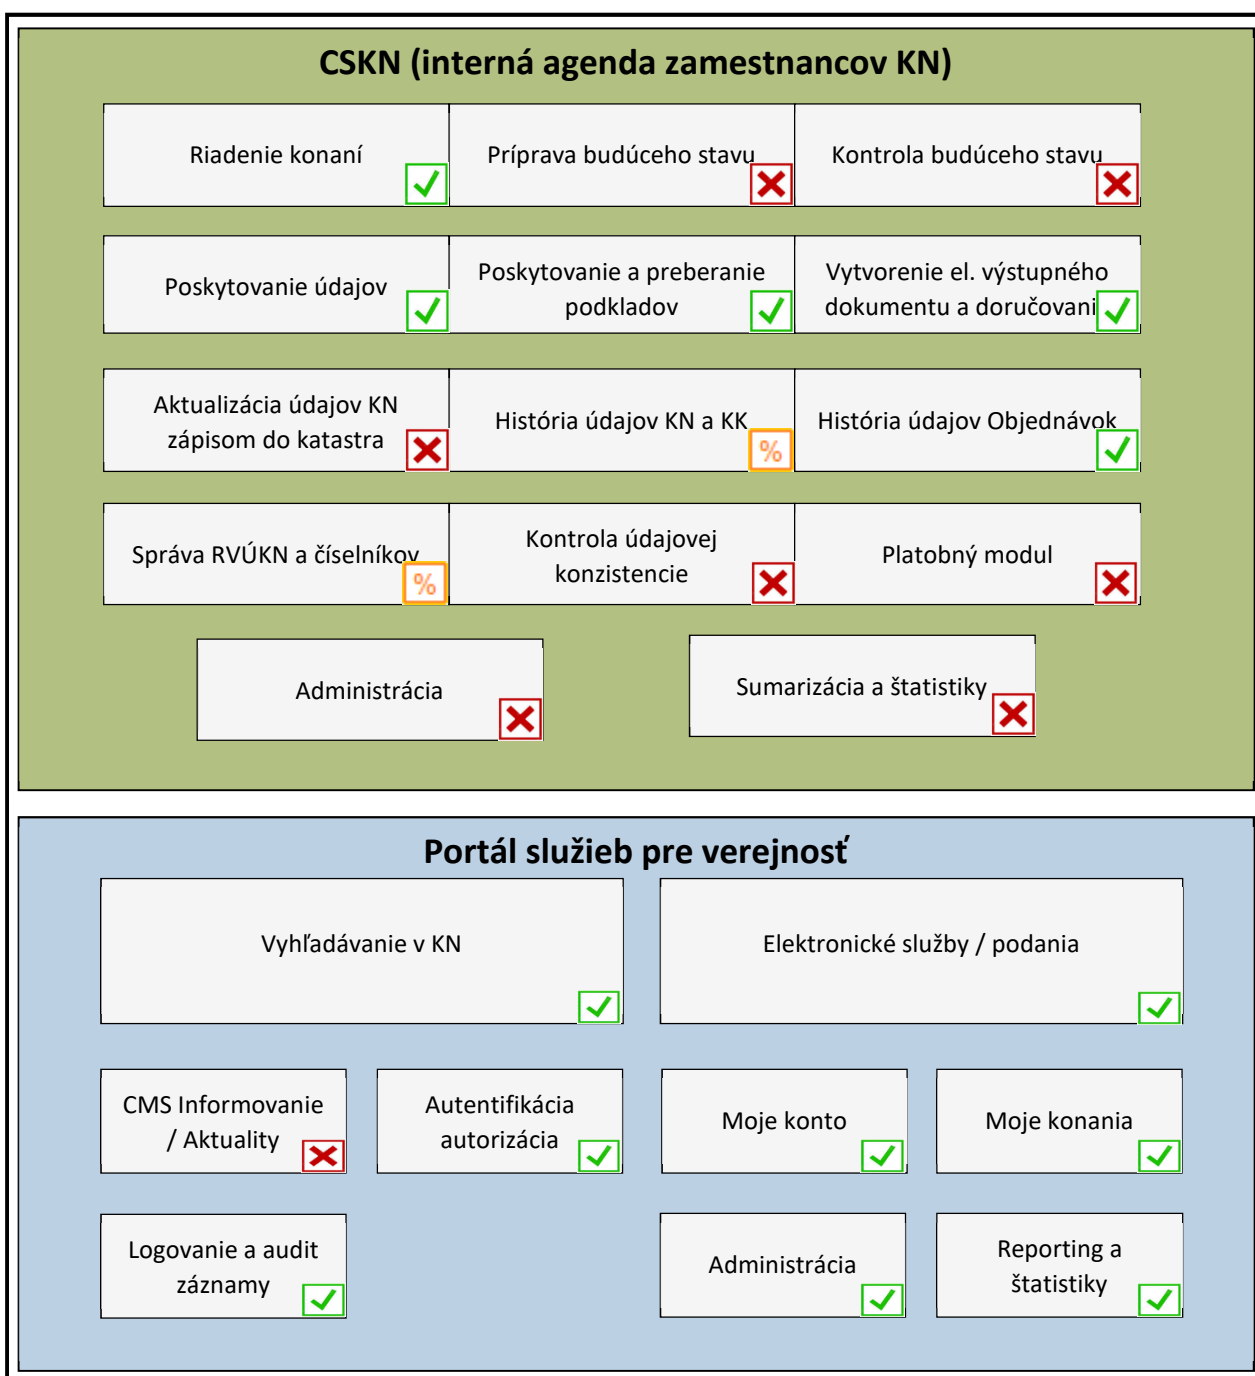 CSKN (interná agenda zamestnancov KN)
Riadenie konaní
Príprava budúceho stavu
Kontrola budúceho stavu
Poskytovanie údajov
Poskytovanie a preberanie
podkladov
Vytvorenie el. výstupného
dokumentu a doručovani
Aktualizácia údajov KN
zápisom do katastra
História údajov KN a KK
%
História údajov Objednávok
Správa RVÚKN a číselníkov
%
Kontrola údajovej
konzistencie
Platobný modul
Administrácia
Sumarizácia a štatistiky
Portál služieb pre verejnosť
Vyhľadávanie v KN
Elektronické služby / podania
CMS Informovanie
/ Aktuality
Autentifikácia
autorizácia
Moje konto
Moje konania
Logovanie a audit
záznamy
Administrácia
Reporting a
štatistiky